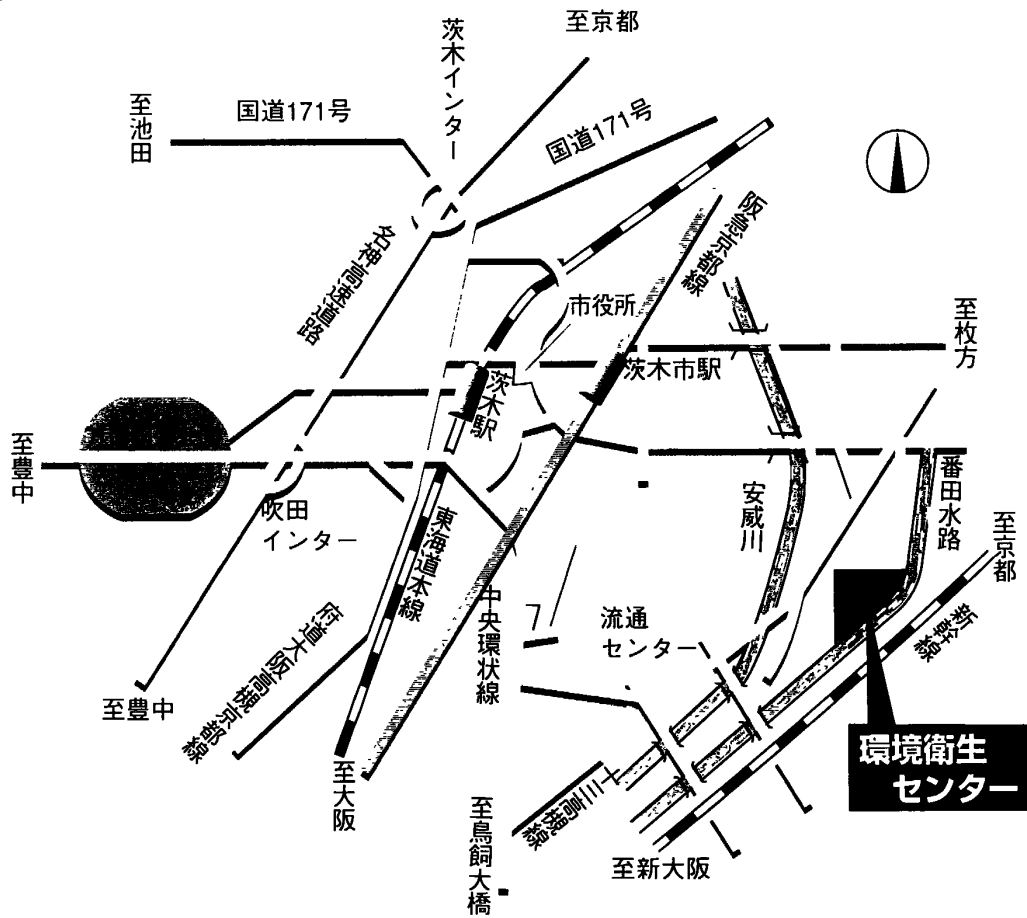 至京都
茨木インター
至池田
国道171号
国道171号
名神高速道路
阪急京都線
市役所
至枚方
茨木市駅
茨木駅
至豊中
吹田
インター
東海道本線
安威川
番田水路
至京都
新幹線
中央環状線
流通
センター
府道大阪高槻京都線
至豊中
至大阪
十三高槻線
環境衛生
センター
至鳥飼大橋
至新大阪